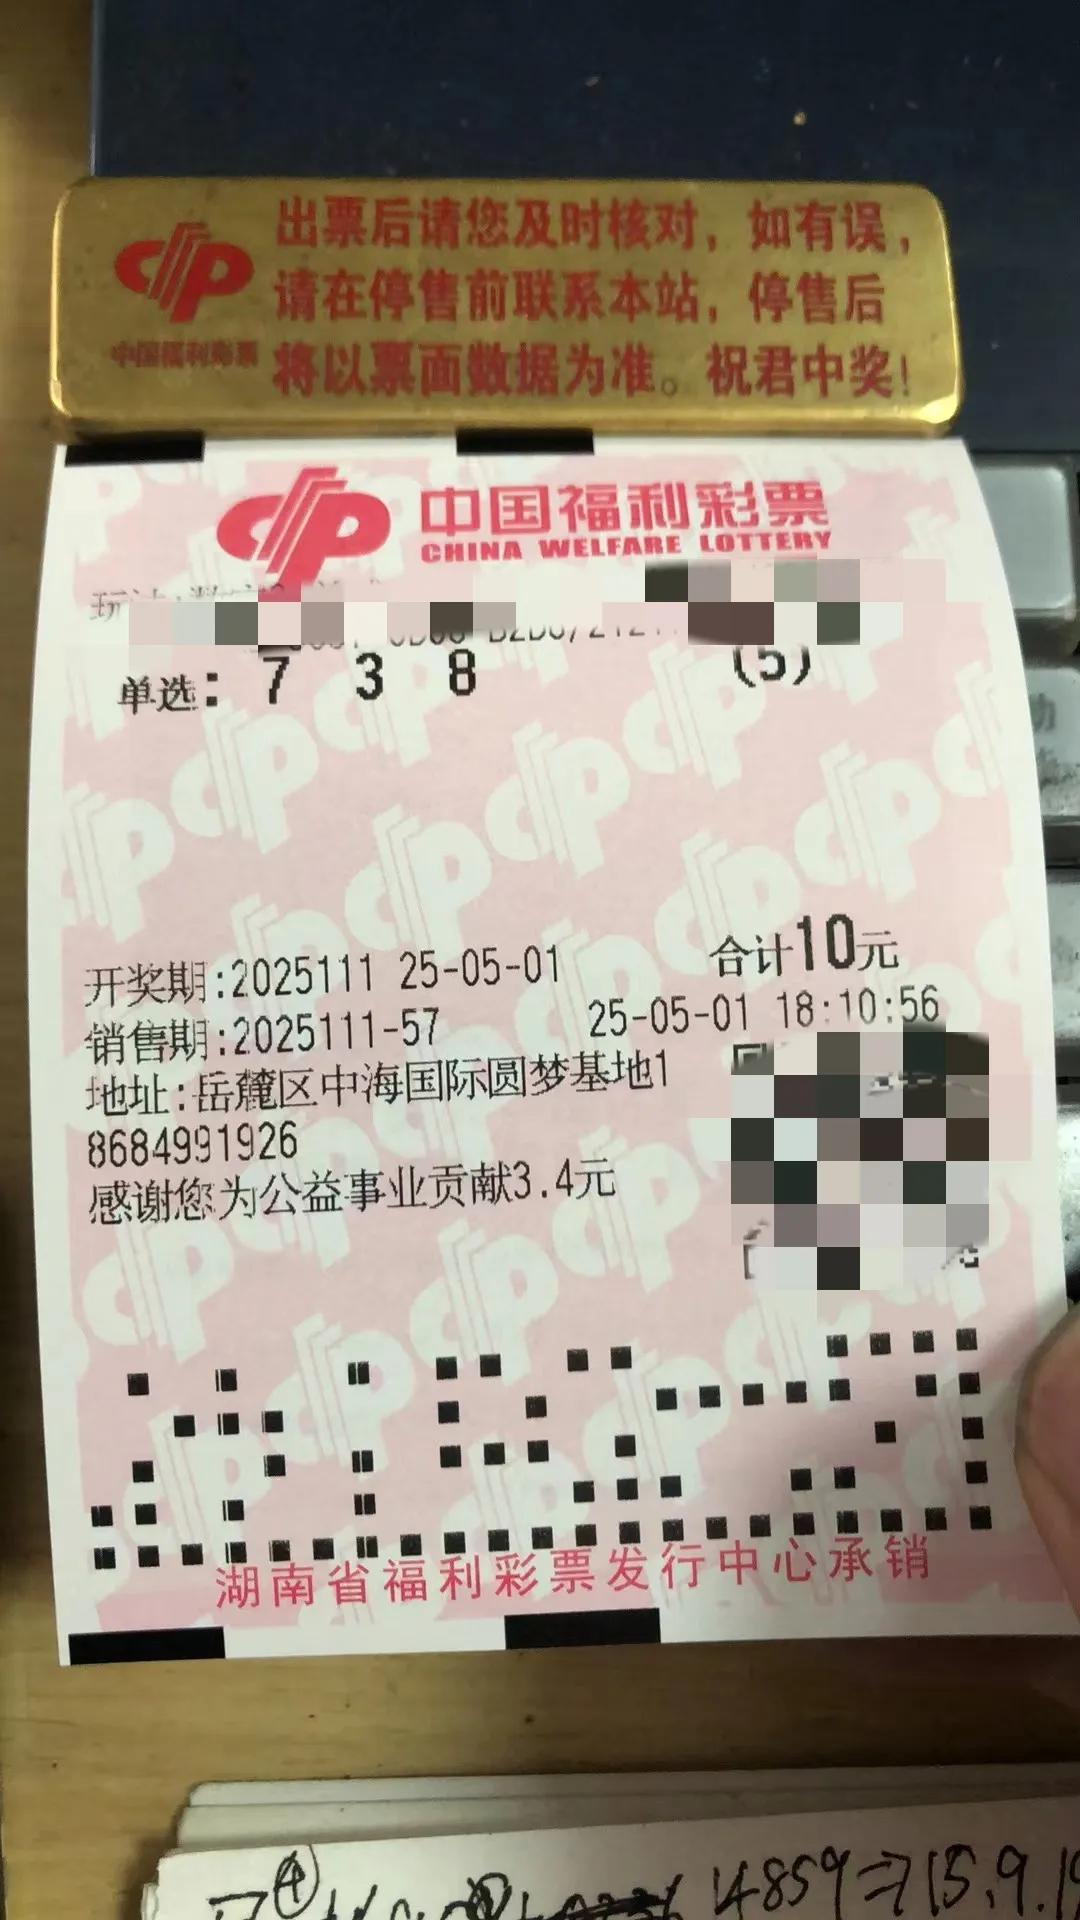 出票后请您及时核对，如有误，
请在停售前联系本站，停售后
将以票面数据为准。祝君中奖！
中国福利彩票
中国福利彩票
CHINA WELFARE LOTTERY
单选: 7 3 8 (5)
开奖期:2025111 25-05-01 合计10元
销售期:2025111-57 25-05-01 18:10:56
地址:岳麓区中海国际圆梦基地1
8684991926
感谢您为公益事业贡献3.4元
湖南省福利彩票发行中心承销
14859⇒715.9.19